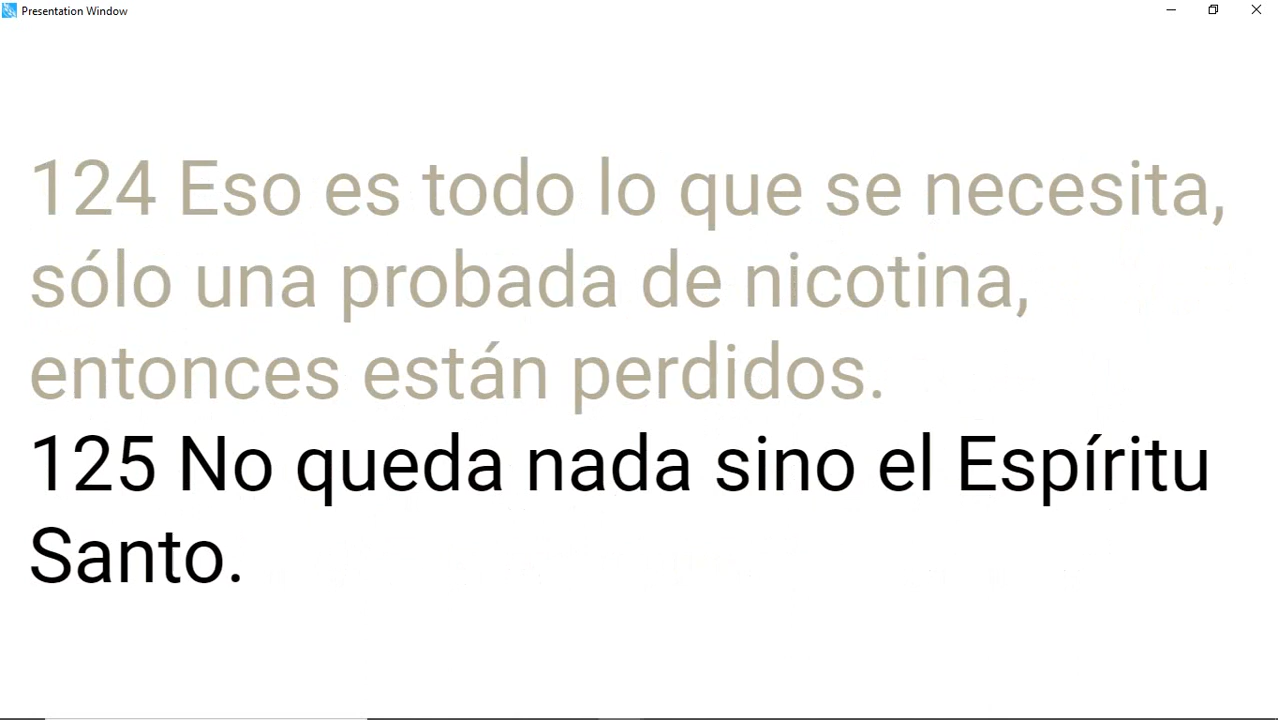 Presentation Window
124 Eso es todo lo que se necesita,
sólo una probada de nicotina,
entonces están perdidos.
125 No queda nada sino el Espíritu
Santo.